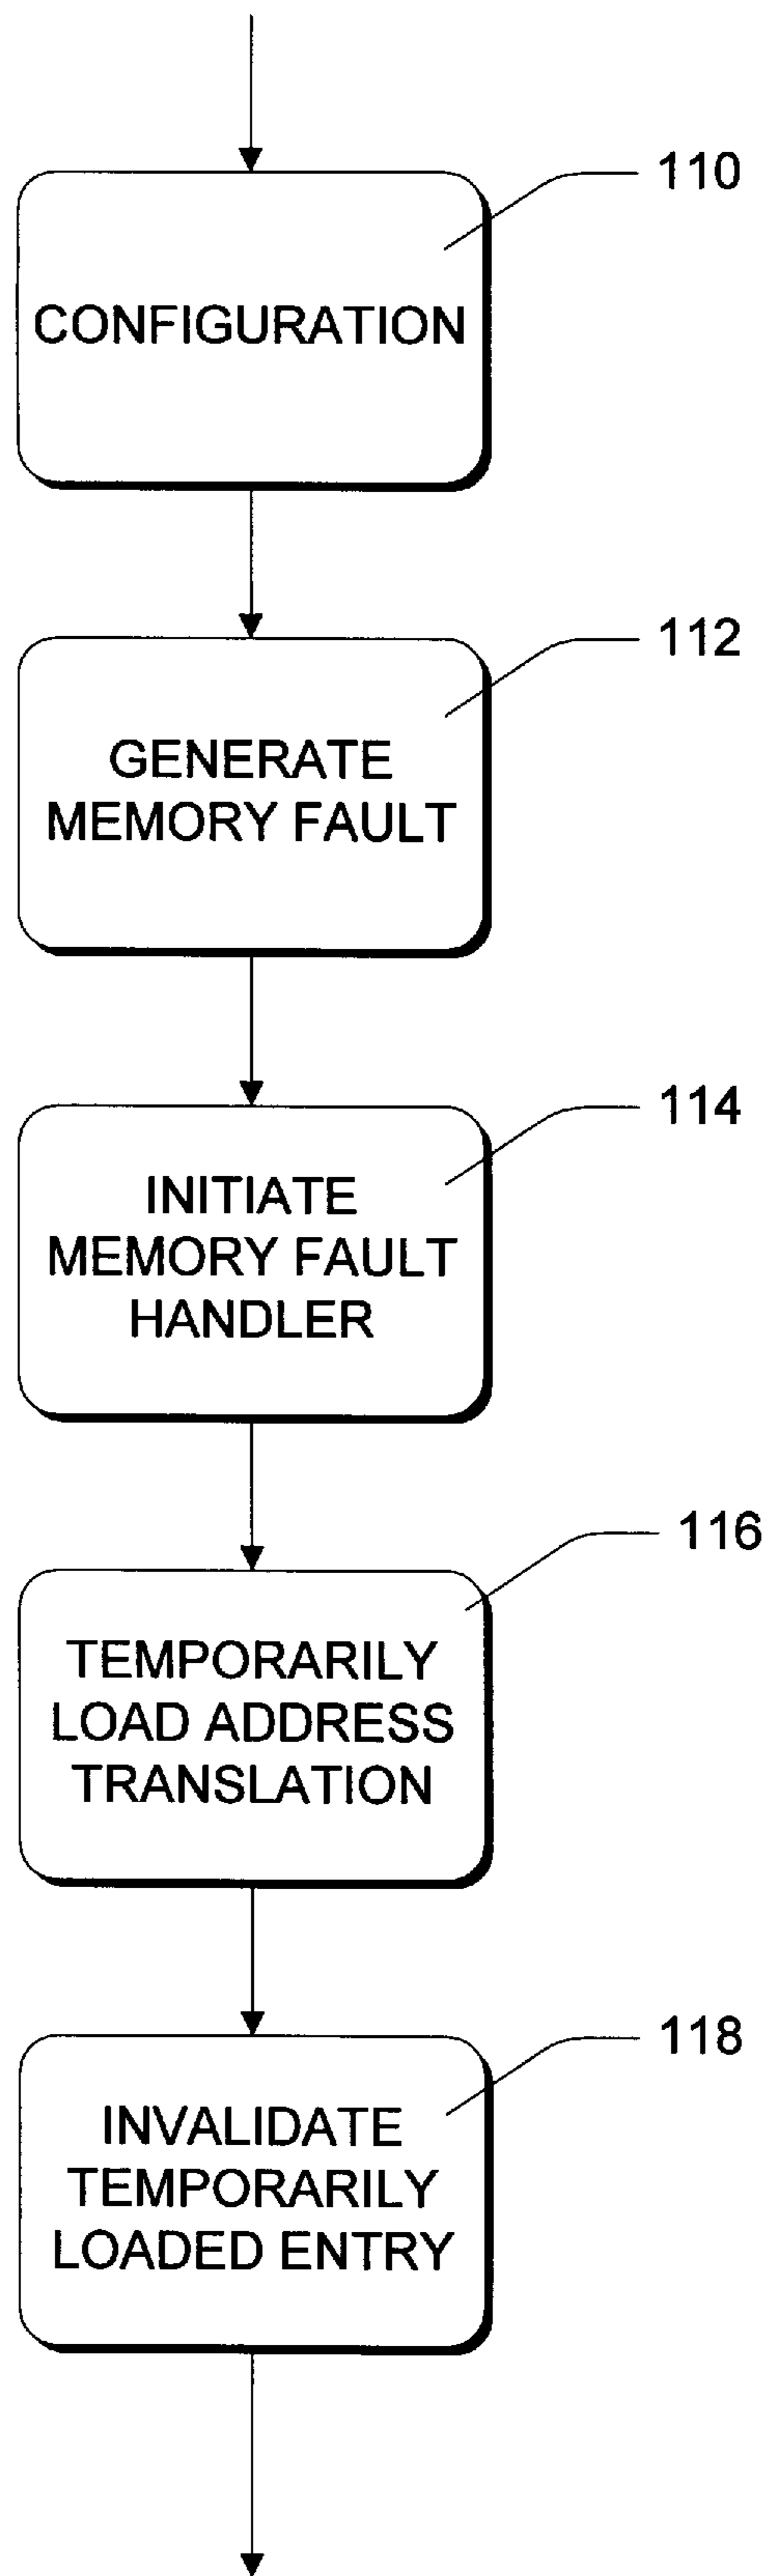 110
CONFIGURATION
112
GENERATE
MEMORY FAULT
114
INITIATE
MEMORY FAULT
HANDLER
116
TEMPORARILY
LOAD ADDRESS
TRANSLATION
118
INVALIDATE
TEMPORARILY
LOADED ENTRY